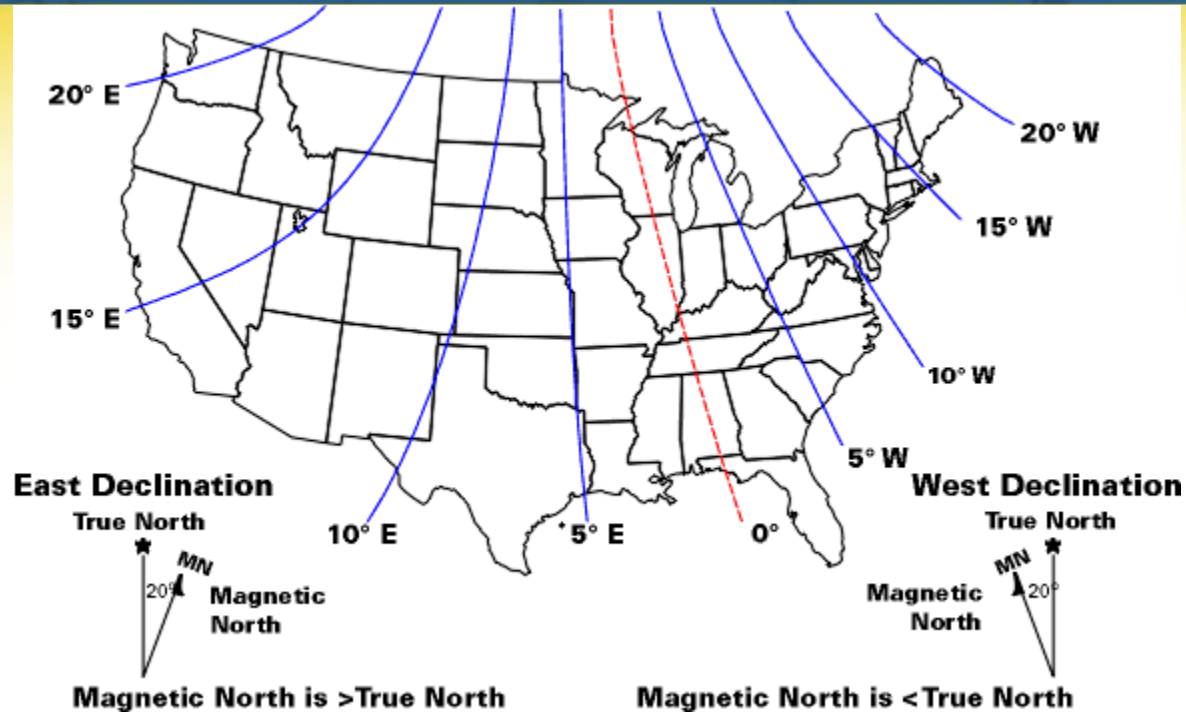 20° E
20° W
15° W
15° E
10° W
5° W
East Declination
West Declination
True North
True North
10° E
5° E
0°
MN
MN
20°
20°
Magnetic
North
Magnetic
North
Magnetic North is >True North
Magnetic North is <True North